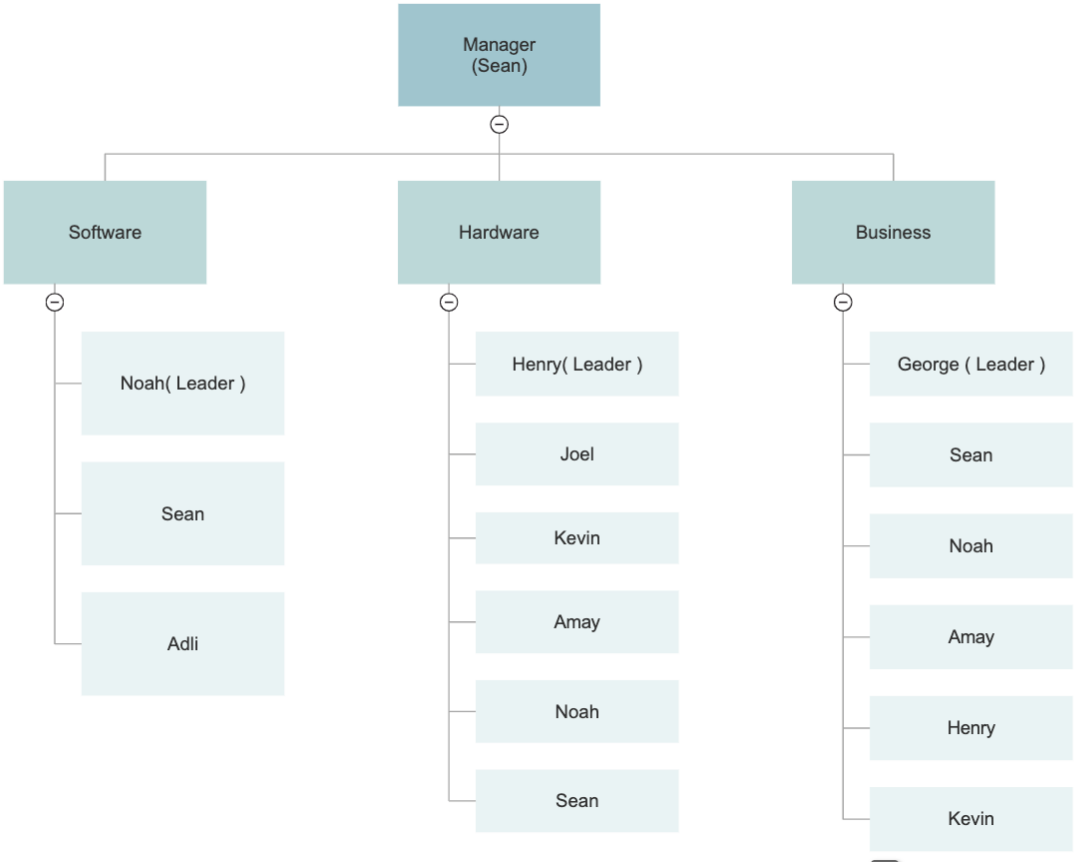 Manager
(Sean)
Software
Hardware
Business
Noah( Leader )
Sean
Adli
Henry( Leader )
Joel
Kevin
Amay
Noah
Sean
George ( Leader )
Sean
Noah
Amay
Henry
Kevin